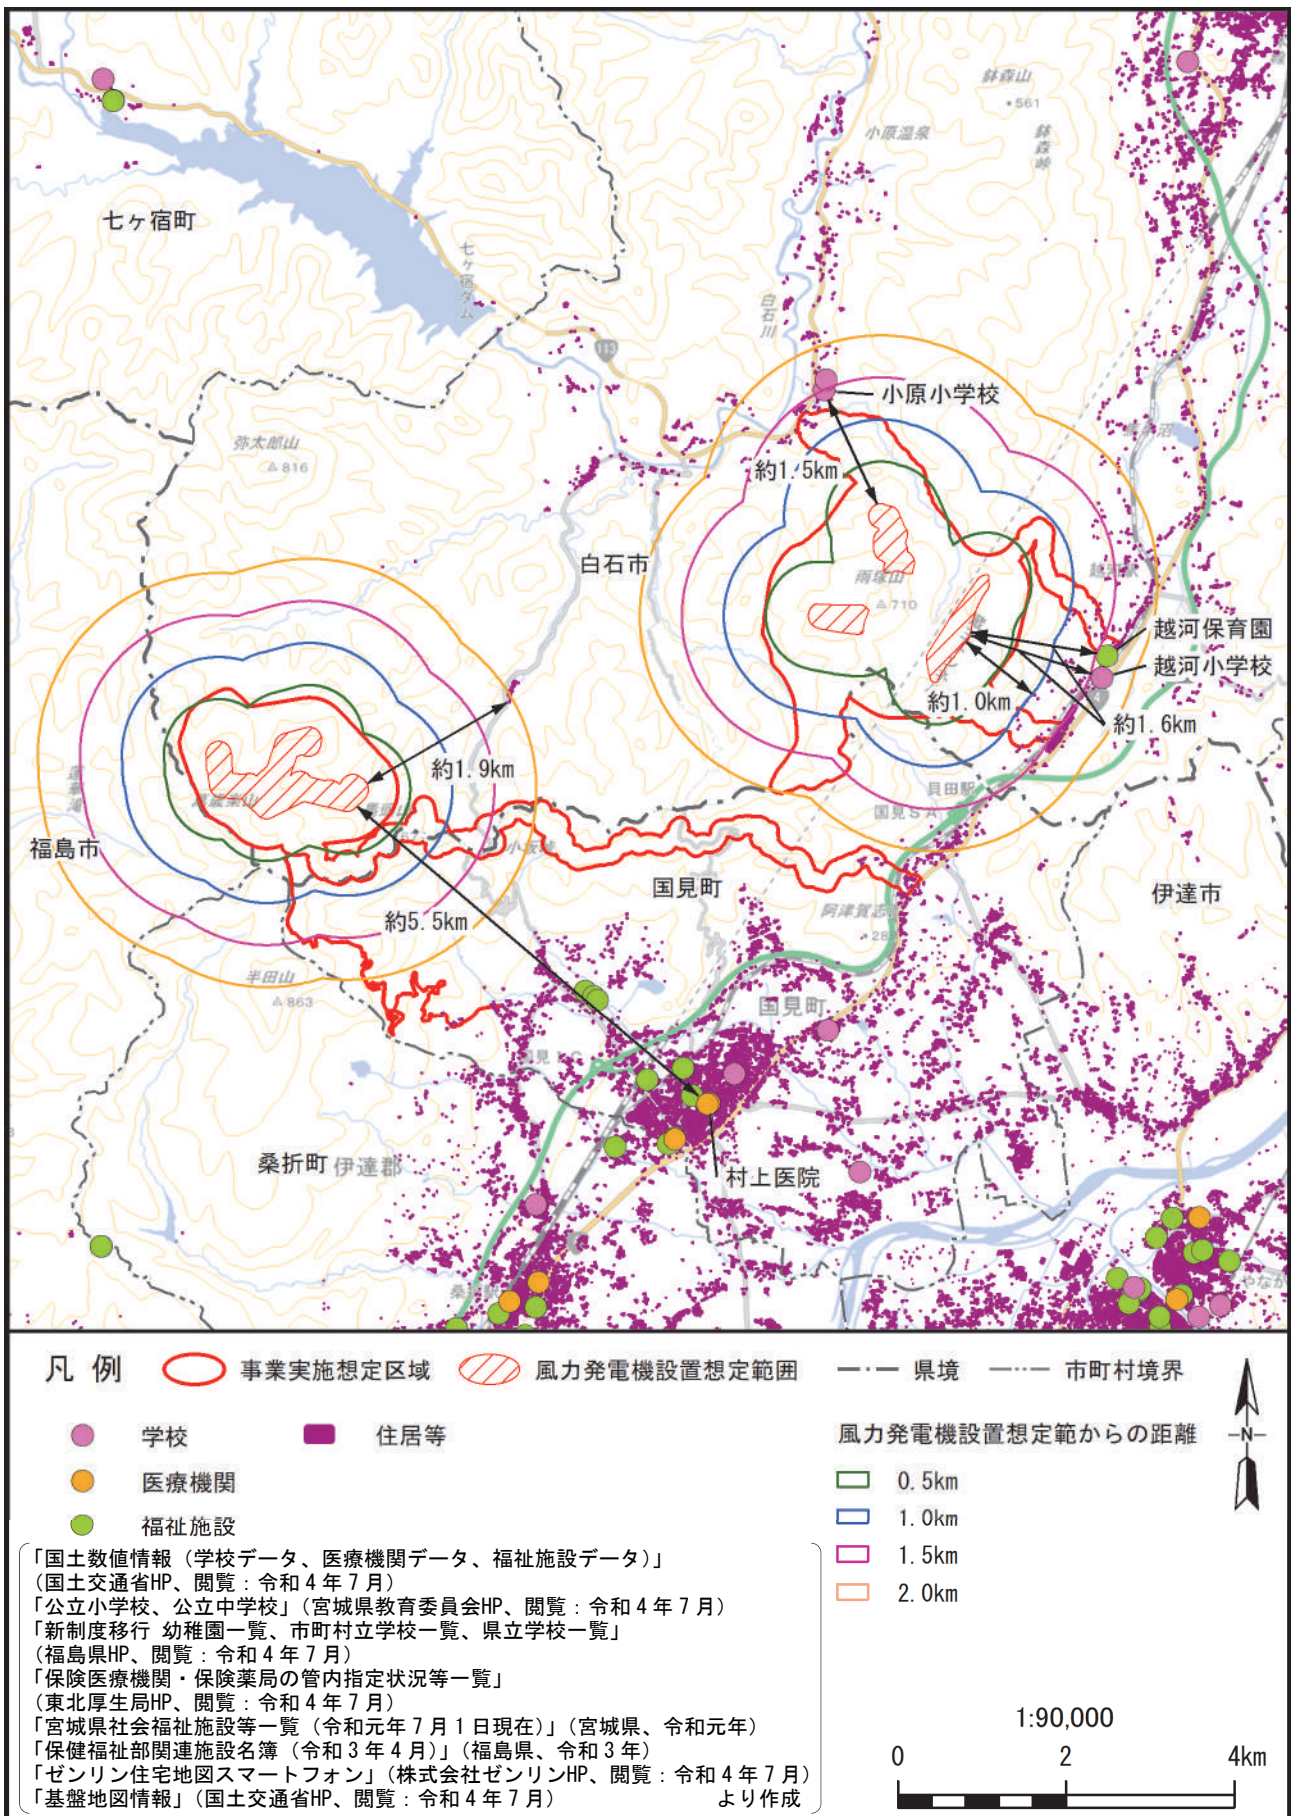 鉢森山
・561
鉢森峠
小原温泉
七ヶ宿町
七ヶ宿ダム
白石川
113
小原小学校
弥太郎山
△816
約1.5km
白石市
雨塚山
△710
越河駅
越河保育園
越河小学校
約1.0km
約1.6km
約1.9km
萬歳楽山
貝田駅
国見SA
福島市
小坂峠
国見町
伊達市
阿津賀志
約5.5km
半田山
△863
国見町
国見IC
桑折町 伊達郡
村上医院
桑折駅
やなが
凡例
事業実施想定区域
風力発電機設置想定範囲
県境
市町村境界
学校
住居等
医療機関
福祉施設
風力発電機設置想定範からの距離
0.5km
1.0km
1.5km
2.0km
N
「国土数値情報（学校データ、医療機関データ、福祉施設データ）」
（国土交通省HP、閲覧：令和４年７月）
「公立小学校、公立中学校」（宮城県教育委員会HP、閲覧：令和４年７月）
「新制度移行 幼稚園一覧、市町村立学校一覧、県立学校一覧」
（福島県HP、閲覧：令和４年７月）
「保険医療機関・保険薬局の管内指定状況等一覧」
（東北厚生局HP、閲覧：令和４年７月）
「宮城県社会福祉施設等一覧（令和元年７月１日現在）」（宮城県、令和元年）
「保健福祉部関連施設名簿（令和３年４月）」（福島県、令和３年）
「ゼンリン住宅地図スマートフォン」（株式会社ゼンリンHP、閲覧：令和４年７月）
「基盤地図情報」（国土交通省HP、閲覧：令和４年７月） より作成
1:90,000
0 2 4km